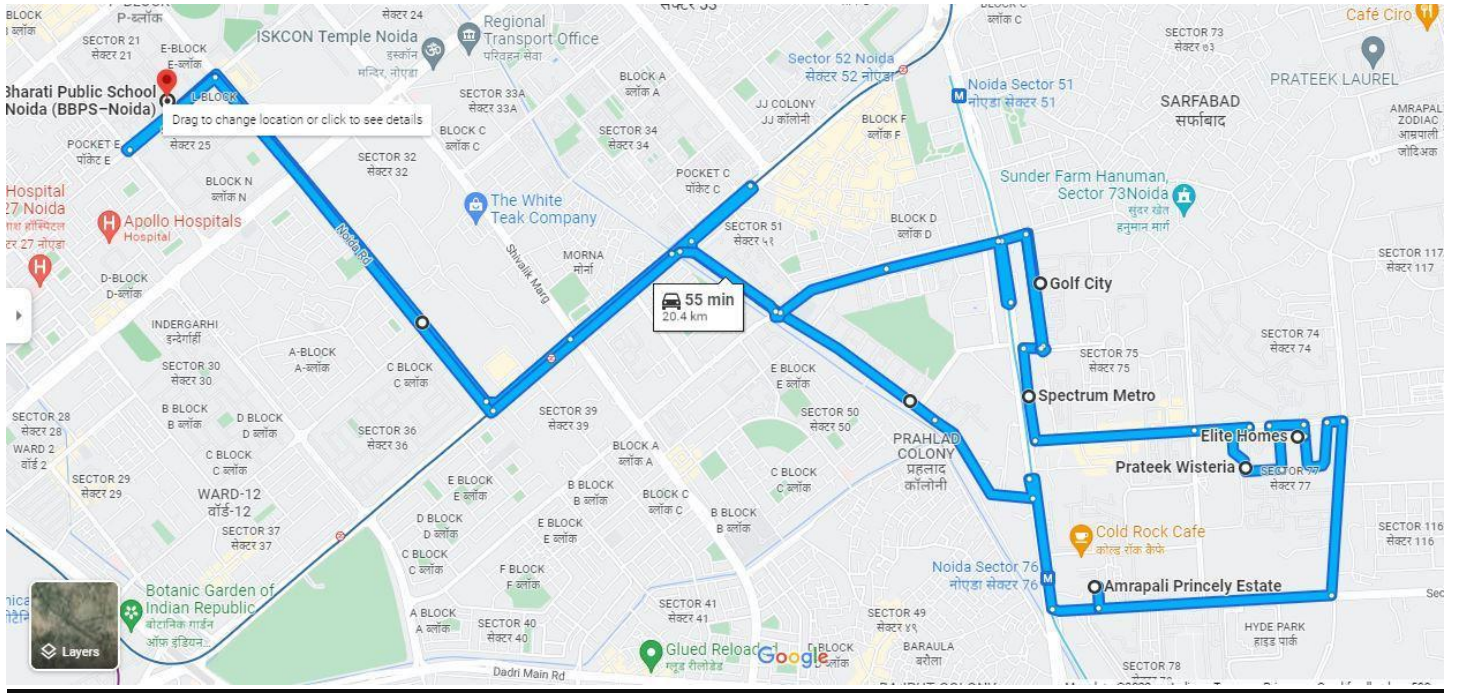 P-ब्लॉक
SECTOR 21
सेक्टर 21
E-BLOCK
E-ब्लॉक
सेक्टर 24
ISKCON Temple Noida
इस्कॉन
मन्दिर, नोएडा
Regional
Transport Office
परिवहन सेवा
BLOCK A
ब्लॉक A
Sector 52 Noida
सेक्टर 52 नोएडा
ब्लॉक C
SECTOR 73
सेक्टर ७३
Café Ciro
PRATEEK LAUREL
Noida Sector 51
नोएडा सेक्टर 51
SARFABAD
सर्फाबाद
AMRAPAL
ZODIAC
आम्रपाली
जोडिअक
Bharati Public School
Noida (BBPS–Noida)
L BLOCK
Drag to change location or click to see details
सेक्टर 25
POCKET E
पॉकेट E
SECTOR 33A
सेक्टर 33A
BLOCK C
ब्लॉक C
SECTOR 34
सेक्टर 34
JJ COLONY
JJ कॉलोनी
BLOCK F
ब्लॉक F
SECTOR 32
सेक्टर 32
BLOCK N
ब्लॉक N
POCKET C
पॉकेट C
Sunder Farm Hanuman,
Sector 73Noida
सुंदर खेत
हनुमान मार्ग
Hospital
27 Noida
टर 27 नोएडा
Apollo Hospitals
Hospital
The White
Teak Company
SECTOR 51
सेक्टर ५१
BLOCK D
ब्लॉक D
Noida Rd
Shivalik Marg
MORNA
मोर्ना
SECTOR 117
सेक्टर 117
D-BLOCK
D-ब्लॉक
55 min
20.4 km
Golf City
INDERGARHI
इन्देर्गार्ही
SECTOR 30
सेक्टर 30
A-BLOCK
A-ब्लॉक
C BLOCK
C ब्लॉक
E BLOCK
E ब्लॉक
SECTOR 75
सेक्टर 75
SECTOR 74
सेक्टर 74
Spectrum Metro
SECTOR 28
सेक्टर 28
WARD 2
वॉर्ड 2
B BLOCK
B ब्लॉक
D BLOCK
D ब्लॉक
SECTOR 36
सेक्टर 36
SECTOR 39
सेक्टर 39
SECTOR 50
सेक्टर 50
BLOCK A
ब्लॉक A
PRAHLAD
COLONY
प्रहलाद
कॉलोनी
Elite Homes
Prateek Wisteria
SECTOR 77
सेक्टर 77
C BLOCK
C ब्लॉक
SECTOR 29
सेक्टर 29
WARD-12
वॉर्ड-12
E BLOCK
E ब्लॉक
B BLOCK
B ब्लॉक
BLOCK C
ब्लॉक C
C BLOCK
C ब्लॉक
B BLOCK
B ब्लॉक
SECTOR 37
सेक्टर 37
D BLOCK
D ब्लॉक
E BLOCK
E ब्लॉक
Cold Rock Cafe
कोल्ड रॉक कैफे
SECTOR 116
सेक्टर 116
C BLOCK
C ब्लॉक
F BLOCK
F ब्लॉक
Noida Sector 76
नोएडा सेक्टर 76
Amrapali Princely Estate
Botanic Garden of
Indian Republic
बोटानिक गार्डन
ऑफ इंडियन...
A BLOCK
A ब्लॉक
SECTOR 40
सेक्टर 40
SECTOR 41
सेक्टर 41
SECTOR 49
सेक्टर ४९
HYDE PARK
हाइड पार्क
Layers
Glued Reloaded
ग्लूड रीलोडेड
Google
BLOCK
ब्लॉक
BARAULA
बरौला
Dadri Main Rd
SECTOR 78